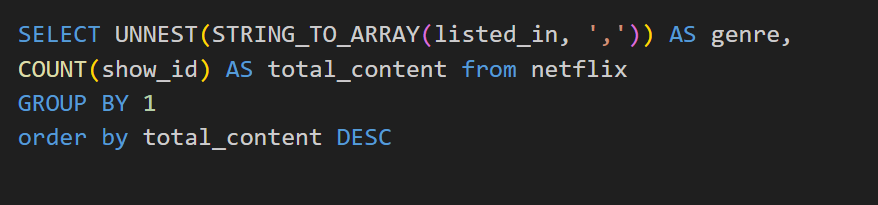 SELECT UNNEST(STRING_TO_ARRAY(listed_in, ',')) AS genre,
COUNT(show_id) AS total_content from netflix
GROUP BY 1
order by total_content DESC